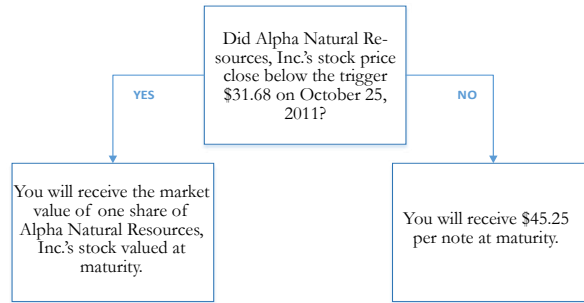 Did Alpha Natural Re-
sources, Inc.'s stock price
close below the trigger
$31.68 on October 25,
2011?
YES
NO
You will receive the market
value of one share of
Alpha Natural Resources,
Inc.'s stock valued at
maturity.
You will receive $45.25
per note at maturity.